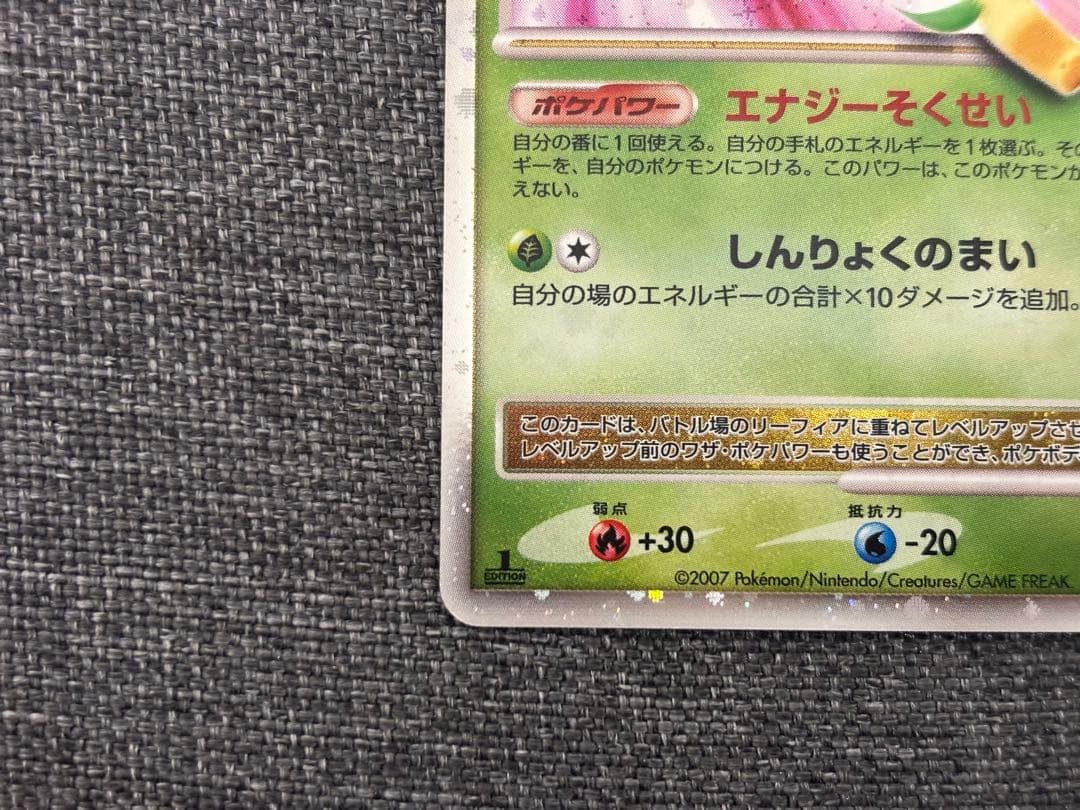 ポケパワー エナジーそくせい
自分の番に1回使える。自分の手札のエネルギーを1枚選ぶ。その
ギーを、自分のポケモンにつける。このパワーは、このポケモンが
えない。
しんりょくのまい
自分の場のエネルギーの合計×10ダメージを追加。
このカードは、バトル場のリーフィアに重ねてレベルアップさせ
レベルアップ前のワザ・ポケパワーも使うことができ、ポケボデ
弱点 抵抗力
+30 -20
1
EDITION
©2007 Pokémon/Nintendo/Creatures/GAME FREAK.